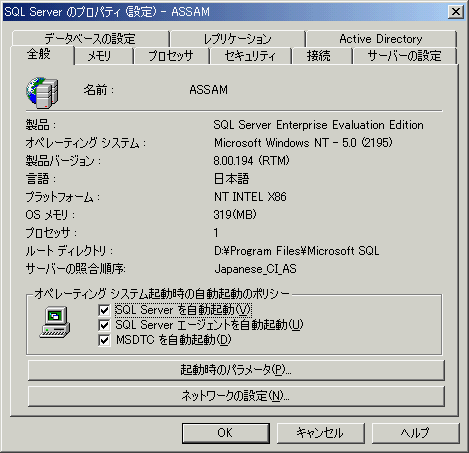 SQL Server のプロパティ (設定) - ASSAM
データベースの設定 レプリケーション Active Directory
全般 メモリ プロセッサ セキュリティ 接続 サーバーの設定
名前 : ASSAM
製品 : SQL Server Enterprise Evaluation Edition
オペレーティング システム : Microsoft Windows NT - 5.0 (2195)
製品バージョン : 8.00.194 (RTM)
言語 : 日本語
プラットフォーム : NT INTEL X86
OS メモリ : 319(MB)
プロセッサ : 1
ルート ディレクトリ : D:¥Program Files¥Microsoft SQL
サーバーの照合順序: Japanese_CI_AS
オペレーティング システム起動時の自動起動のポリシー
SQL Server を自動起動(V)
SQL Server エージェントを自動起動(U)
MSDTC を自動起動(D)
起動時のパラメータ(P)...
ネットワークの設定(N)...
OK キャンセル ヘルプ